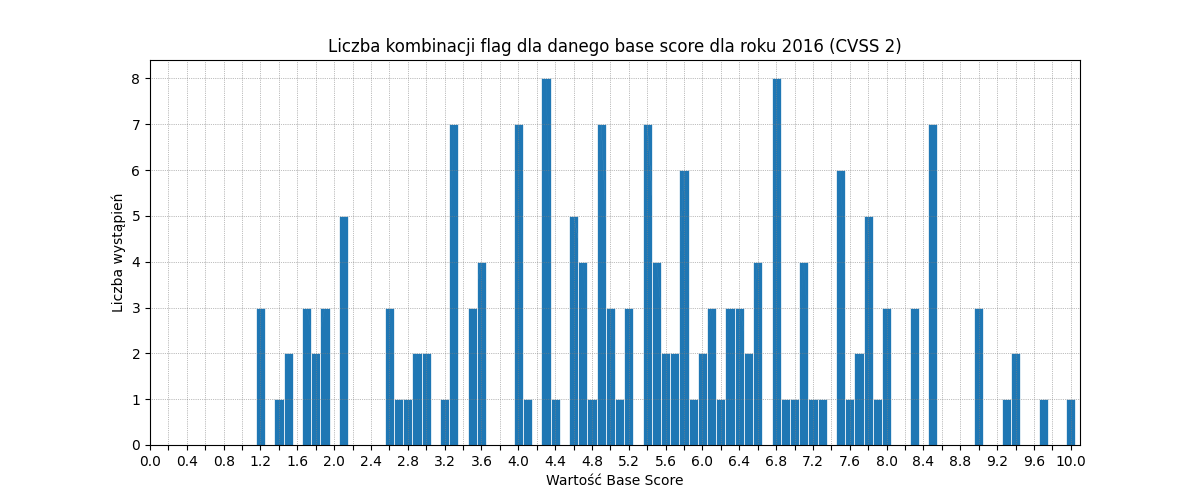 Liczba kombinacji flag dla danego base score dla roku 2016 (CVSS 2)
Liczba wystąpień
8
7
6
5
4
3
2
1
0
0.0 0.4 0.8 1.2 1.6 2.0 2.4 2.8 3.2 3.6 4.0 4.4 4.8 5.2 5.6 6.0 6.4 6.8 7.2 7.6 8.0 8.4 8.8 9.2 9.6 10.0
Wartość Base Score